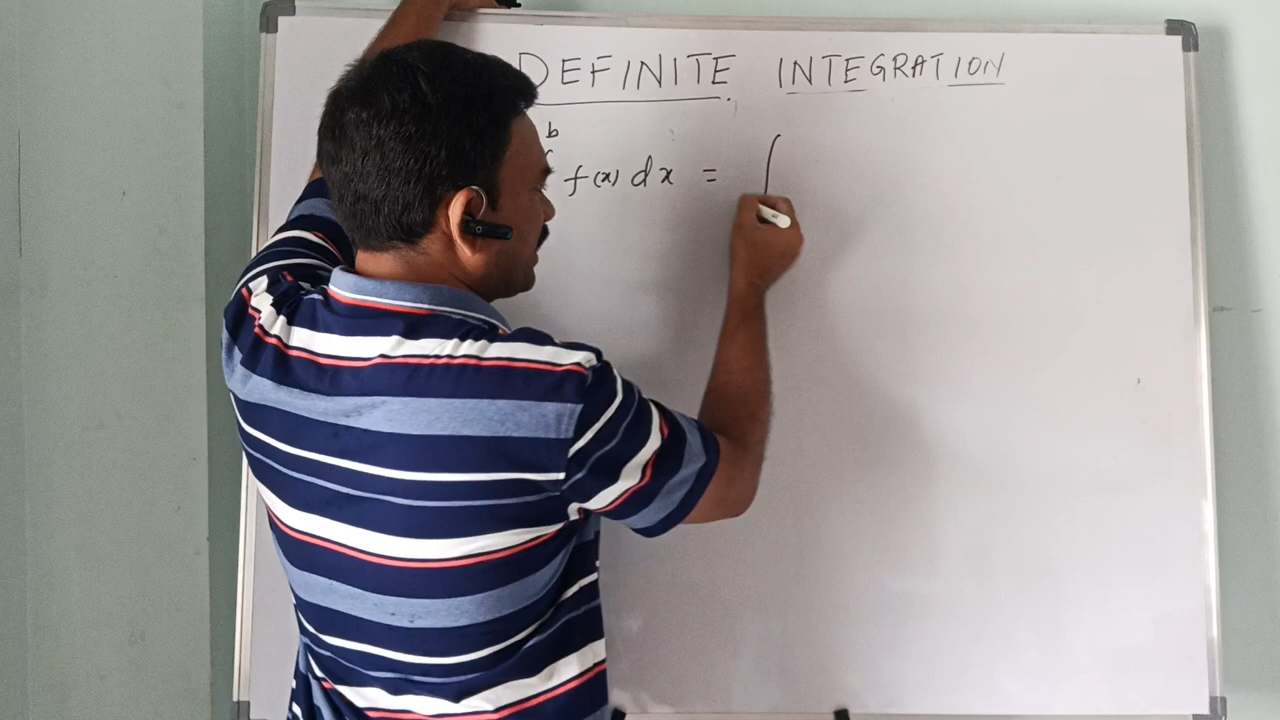 DEFINITE INTEGRATION
b
∫ f(x) dx = ∫